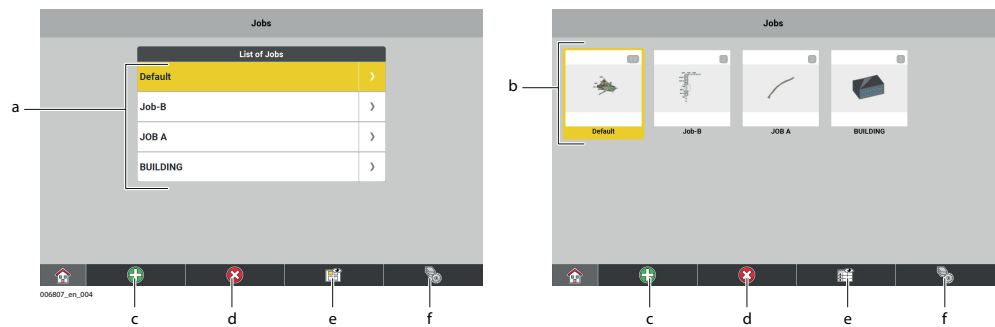 Jobs
List of Jobs
Default
Job-B
JOB A
BUILDING
a
006807_en_004
c
d
e
f
Jobs
b
Default
Job-B
JOB A
BUILDING
c
d
e
f